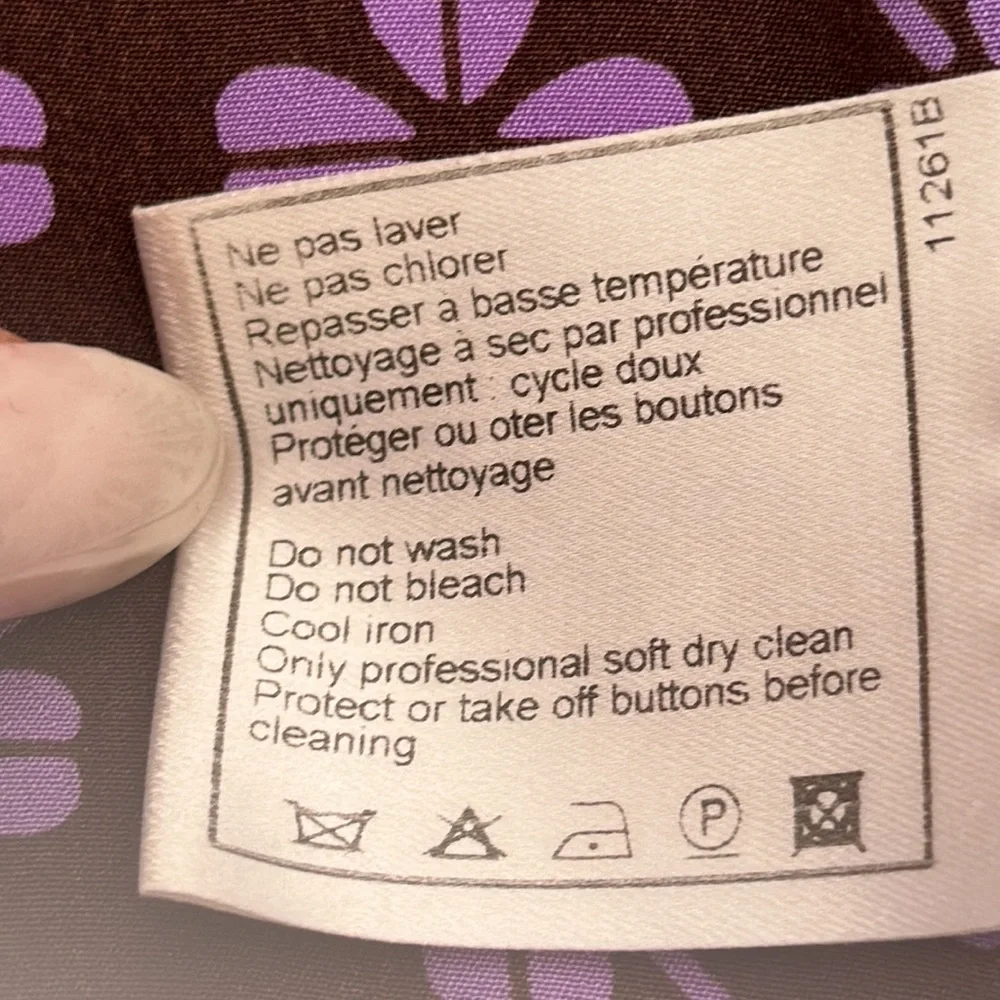 Ne pas laver
Ne pas chlorer
Repasser a basse température
Nettoyage à sec par professionnel
uniquement : cycle doux
Protéger ou oter les boutons
avant nettoyage
Do not wash
Do not bleach
Cool iron
Only professional soft dry clean
Protect or take off buttons before
cleaning
P
11261B